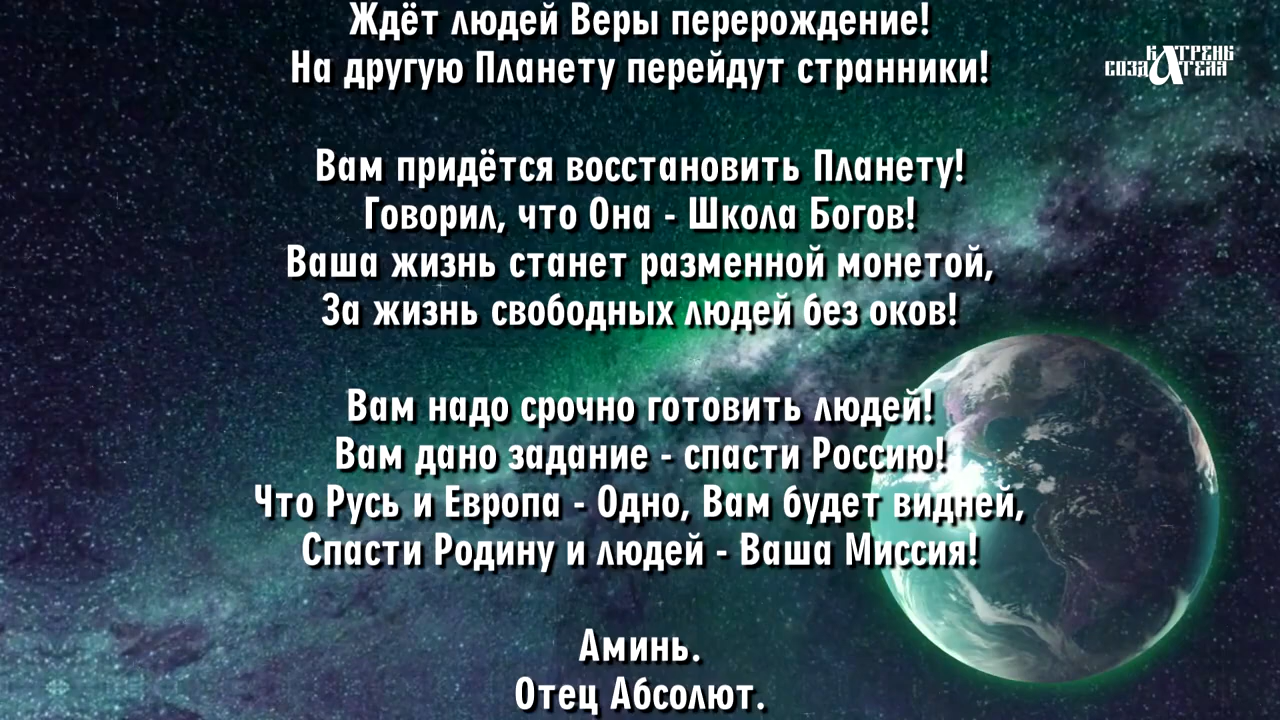 Ждёт людей Веры перерождение!
На другую Планету перейдут странники!
КАТРЕНЫ
СОЗДАТЕЛЯ
Вам придётся восстановить Планету!
Говорил, что Она - Школа Богов!
Ваша жизнь станет разменной монетой,
За жизнь свободных людей без оков!
Вам надо срочно готовить людей!
Вам дано задание - спасти Россию!
Что Русь и Европа - Одно, Вам будет видней,
Спасти Родину и людей - Ваша Миссия!
Аминь.
Отец Абсолют.